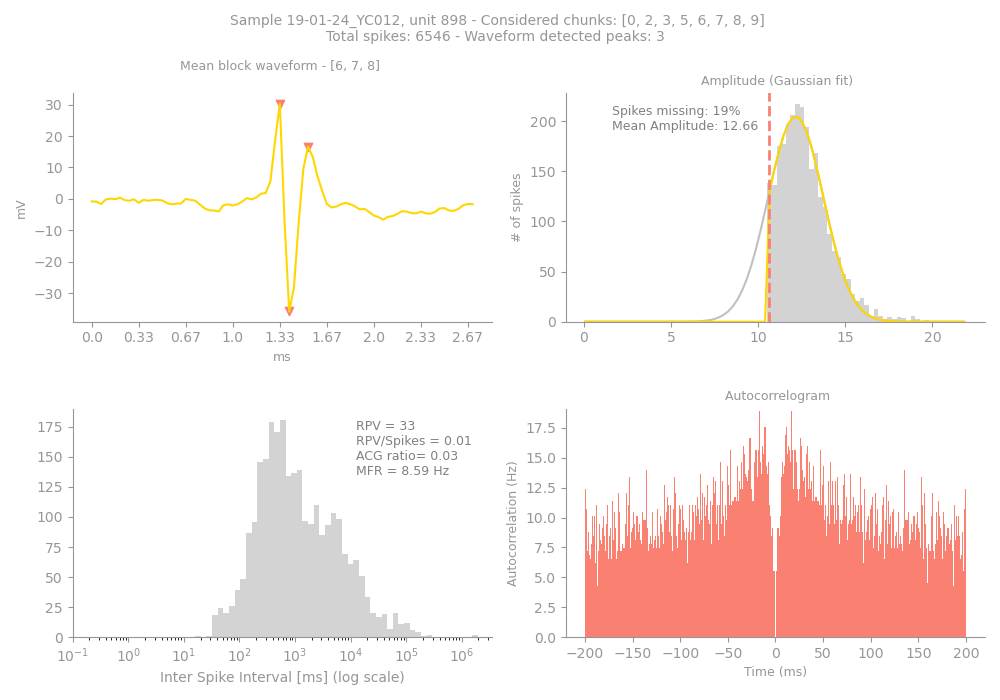 Sample 19-01-24_YC012, unit 898 - Considered chunks: [0, 2, 3, 5, 6, 7, 8, 9]
Total spikes: 6546 - Waveform detected peaks: 3
Mean block waveform - [6, 7, 8]
30
20
10
0
−10
−20
−30
mV
0.0 0.33 0.67 1.0 1.33 1.67 2.0 2.33 2.67
ms
Amplitude (Gaussian fit)
Spikes missing: 19%
Mean Amplitude: 12.66
200
150
100
50
0
# of spikes
0 5 10 15 20
175
150
125
100
75
50
25
0
RPV = 33
RPV/Spikes = 0.01
ACG ratio= 0.03
MFR = 8.59 Hz
10⁻¹ 10⁰ 10¹ 10² 10³ 10⁴ 10⁵ 10⁶
Inter Spike Interval [ms] (log scale)
Autocorrelogram
17.5
15.0
12.5
10.0
7.5
5.0
2.5
0.0
Autocorrelation (Hz)
−200 −150 −100 −50 0 50 100 150 200
Time (ms)